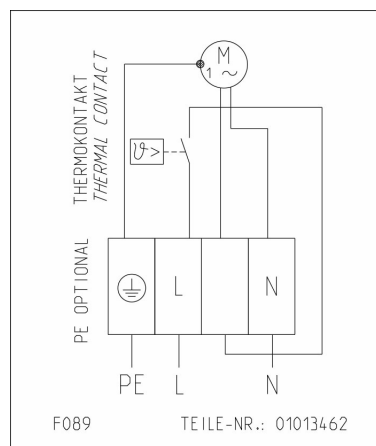 THERMOKONTAKT
THERMAL CONTACT
M
1 ~
ϑ>
PE OPTIONAL
L
N
PE
L
N
F089
TEILE-NR.: 01013462